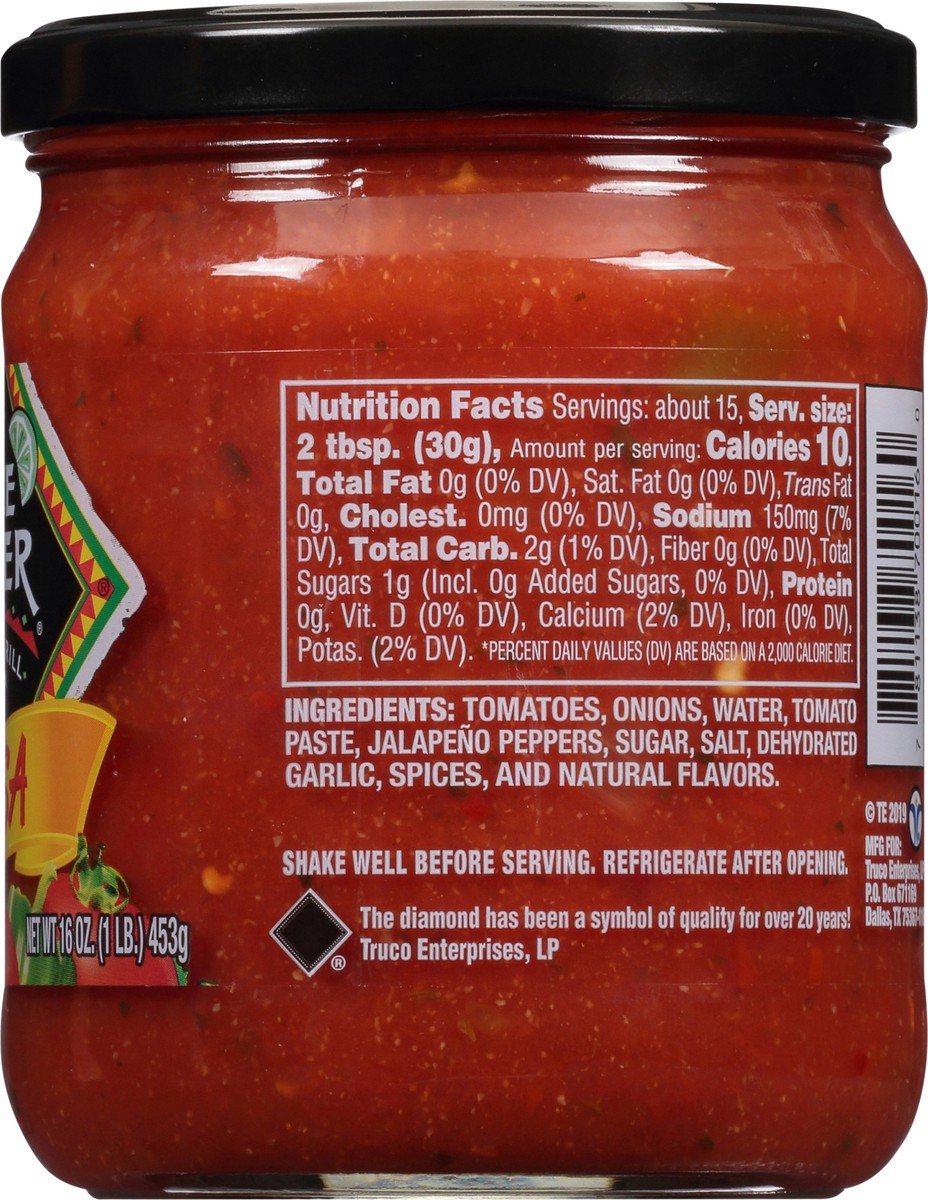 Nutrition Facts Servings: about 15, Serv. size:
2 tbsp. (30g), Amount per serving: Calories 10,
Total Fat 0g (0% DV), Sat. Fat 0g (0% DV), Trans Fat
0g, Cholest. 0mg (0% DV), Sodium 150mg (7%
DV), Total Carb. 2g (1% DV), Fiber 0g (0% DV), Total
Sugars 1g (Incl. 0g Added Sugars, 0% DV), Protein
0g, Vit. D (0% DV), Calcium (2% DV), Iron (0% DV),
Potas. (2% DV). *PERCENT DAILY VALUES (DV) ARE BASED ON A 2,000 CALORIE DIET.
INGREDIENTS: TOMATOES, ONIONS, WATER, TOMATO
PASTE, JALAPEÑO PEPPERS, SUGAR, SALT, DEHYDRATED
GARLIC, SPICES, AND NATURAL FLAVORS.
SHAKE WELL BEFORE SERVING. REFRIGERATE AFTER OPENING.
The diamond has been a symbol of quality for over 20 years!
®
Truco Enterprises, LP
NET WT 16 OZ. (1 LB.) 453g
© TE 2019
MFG FOR:
Truco Enterprises,
P.O. Box 671169
Dallas, TX